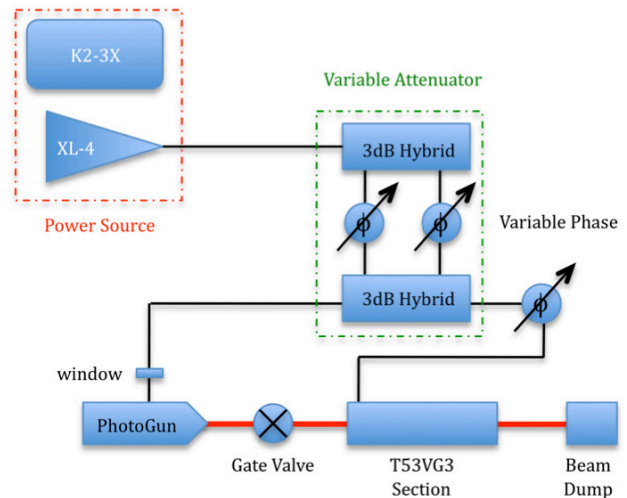 K2-3X
Variable Attenuator
XL-4
3dB Hybrid
Power Source
ϕ
ϕ
Variable Phase
3dB Hybrid
ϕ
window
PhotoGun
Gate Valve
T53VG3
Section
Beam
Dump